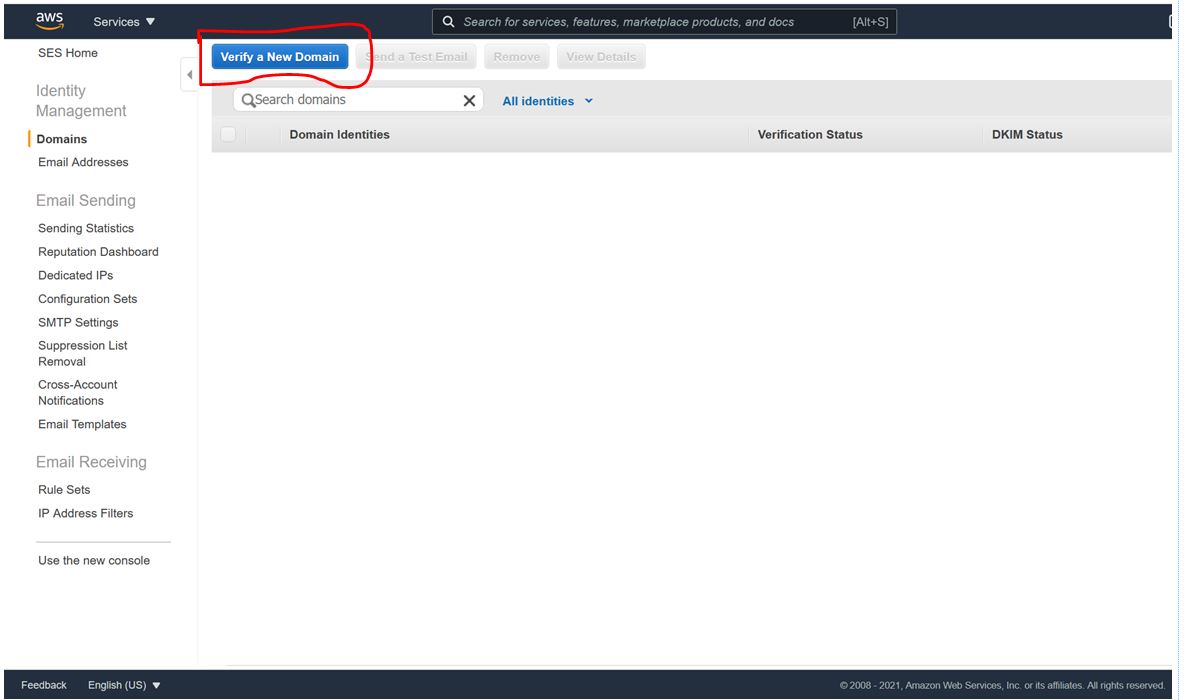 aws Services Search for services, features, marketplace products, and docs [Alt+S]
SES Home
Identity
Management
Domains
Email Addresses
Email Sending
Sending Statistics
Reputation Dashboard
Dedicated IPs
Configuration Sets
SMTP Settings
Suppression List
Removal
Cross-Account
Notifications
Email Templates
Email Receiving
Rule Sets
IP Address Filters
Use the new console
Verify a New Domain Send a Test Email Remove View Details
Search domains All identities
Domain Identities Verification Status DKIM Status
Feedback English (US) © 2008 - 2021, Amazon Web Services, Inc. or its affiliates. All rights reserved.